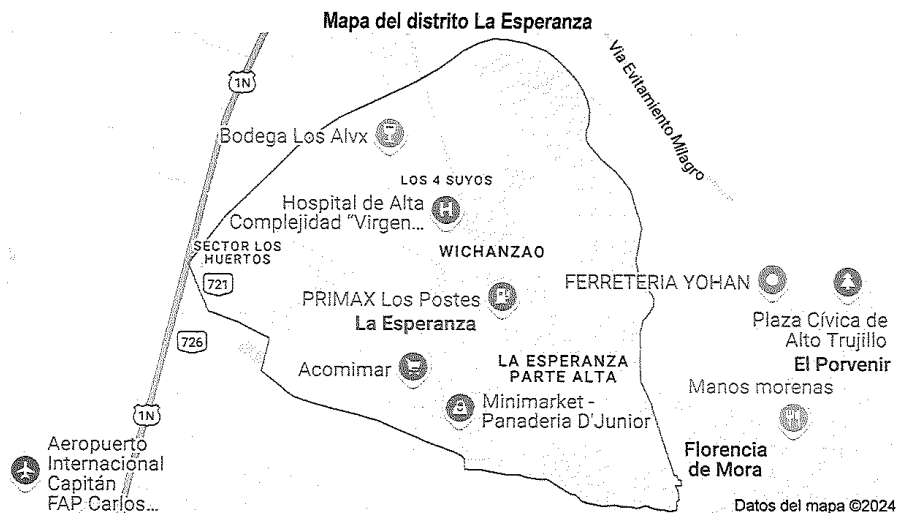 Mapa del distrito La Esperanza
1N
Via Evitamiento Milagro
Bodega Los Alvx
LOS 4 SUYOS
Hospital de Alta
Complejidad "Virgen...
H
WICHANZAO
SECTOR LOS
HUERTOS
721
PRIMAX Los Postes
La Esperanza
FERRETERIA YOHAN
Plaza Cívica de
Alto Trujillo
El Porvenir
726
Acomimar
LA ESPERANZA
PARTE ALTA
Minimarket -
Panaderia D'Junior
Manos morenas
1N
Aeropuerto
Internacional
Capitán
FAP Carlos...
Florencia
de Mora
Datos del mapa ©2024